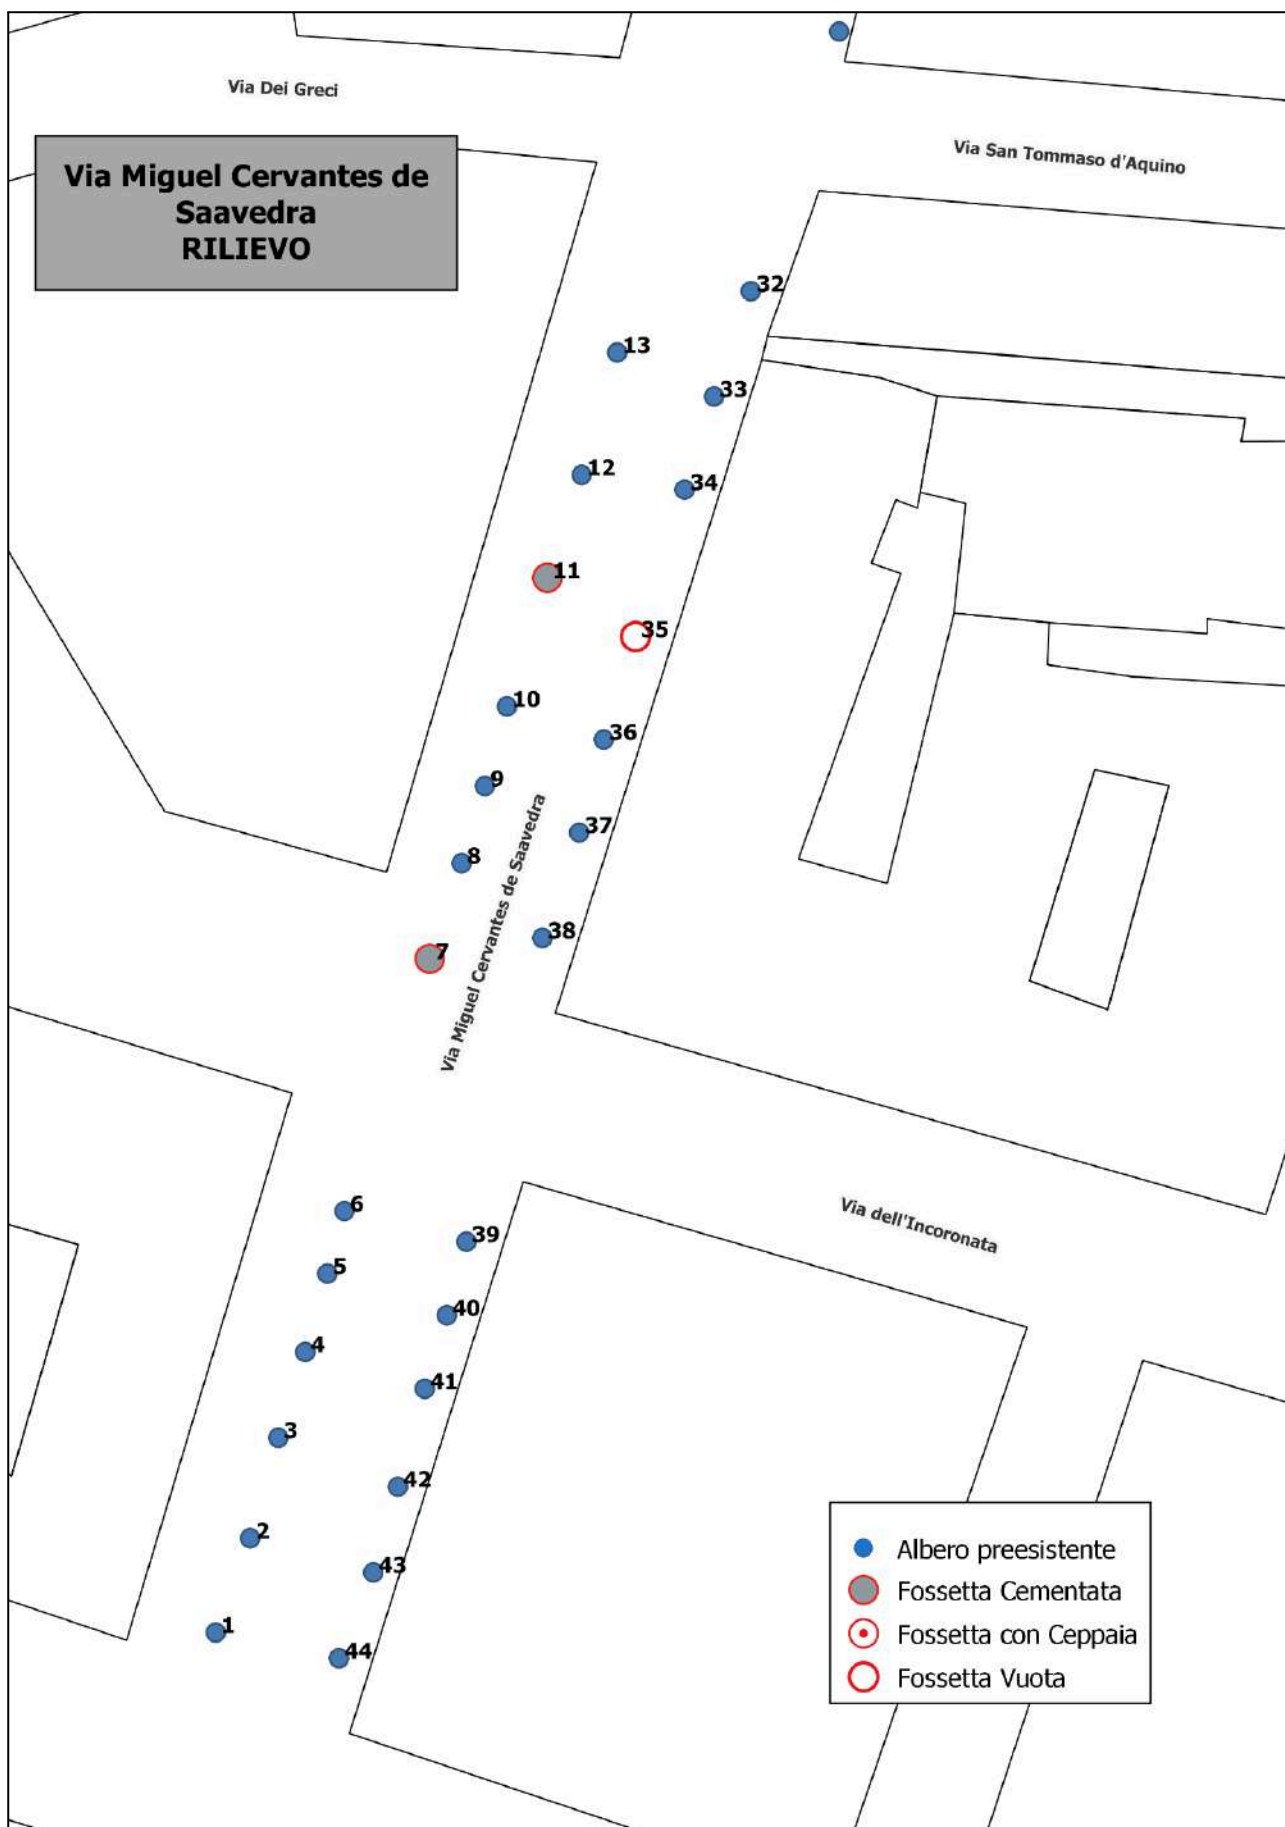 Via Dei Greci
Via San Tommaso d'Aquino
Via Miguel Cervantes de
Saavedra
RILIEVO
32
13
33
12
34
11
35
10
36
9
37
8
38
7
Via Miguel Cervantes de Saavedra
6
Via dell'Incoronata
39
5
40
4
41
3
42
2
43
1
44
Albero preesistente
Fossetta Cementata
Fossetta con Ceppaia
Fossetta Vuota